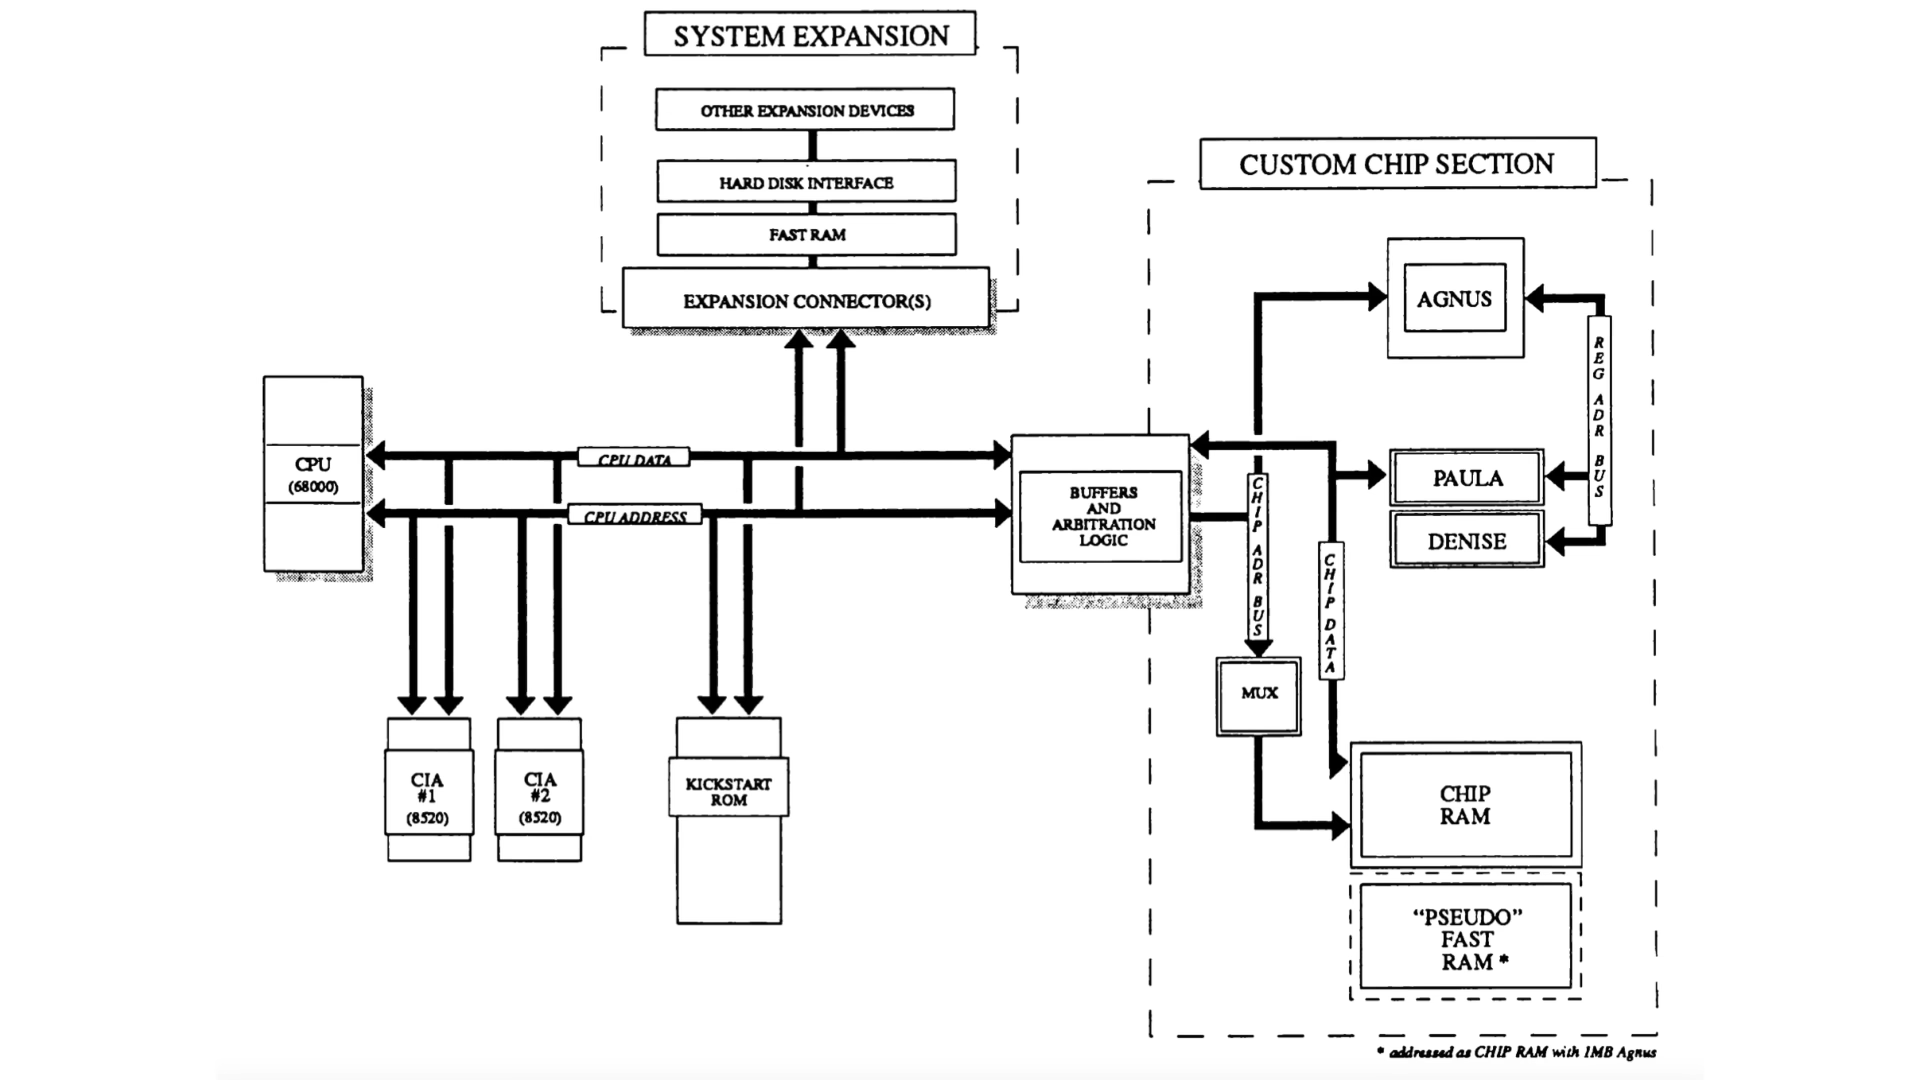 SYSTEM EXPANSION
OTHER EXPANSION DEVICES
HARD DISK INTERFACE
FAST RAM
EXPANSION CONNECTOR(S)
CUSTOM CHIP SECTION
AGNUS
REG ADR BUS
CPU
(68000)
CPU DATA
CPU ADDRESS
BUFFERS
AND
ARBITRATION
LOGIC
CHIP ADR BUS
CHIP DATA
PAULA
DENISE
MUX
CIA
#1
(8520)
CIA
#2
(8520)
KICKSTART
ROM
CHIP
RAM
“PSEUDO”
FAST
RAM *
* addressed as CHIP RAM with 1MB Agnus